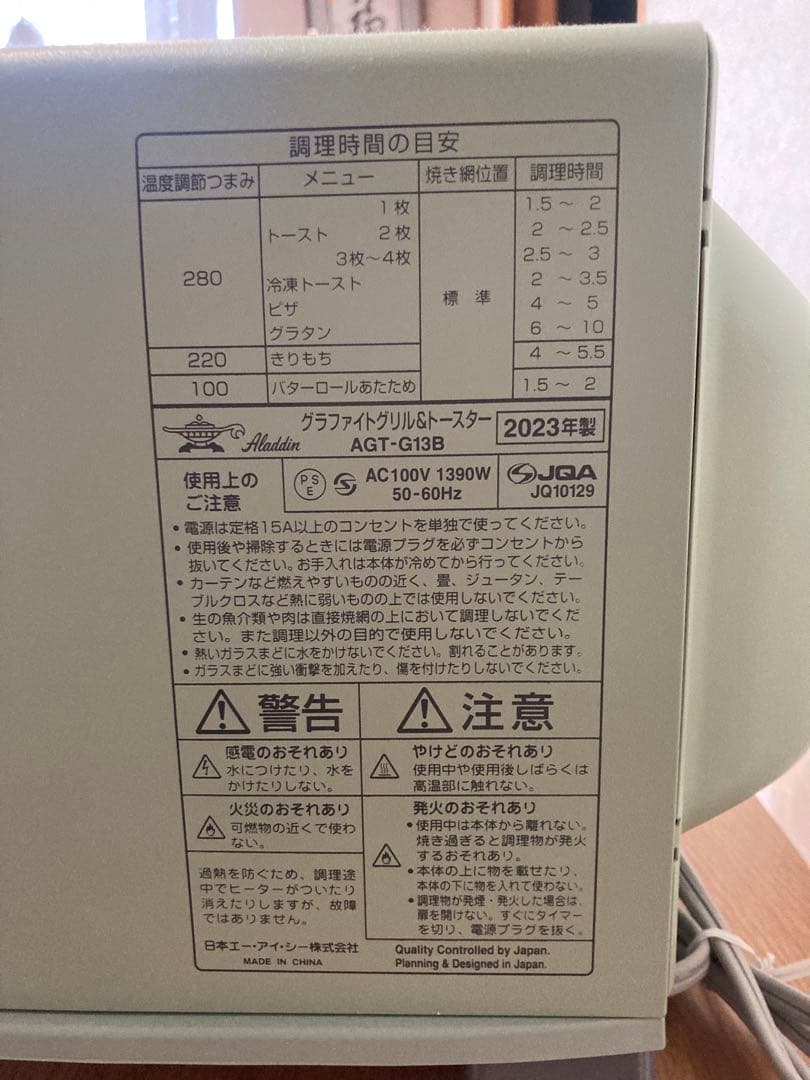 調理時間の目安
温度調節つまみ メニュー 焼き網位置 調理時間
280 トースト 1枚 標準 1.5～2
2枚 2～2.5
3枚～4枚 2.5～3
冷凍トースト 2～3.5
ピザ 4～5
グラタン 6～10
220 きりもち 4～5.5
100 バターロールあたため 1.5～2
Aladdin
グラファイトグリル&トースター
AGT-G13B
2023年製
使用上の
ご注意
PSE
AC100V 1390W
50-60Hz
JQA
JQ10129
•電源は定格15A以上のコンセントを単独で使ってください。
•使用後や掃除するときには電源プラグを必ずコンセントから
抜いてください。お手入れは本体が冷めてから行ってください。
•カーテンなど燃えやすいものの近く、畳、ジュータン、テー
ブルクロスなど熱に弱いものの上では使用しないでください。
•生の魚介類や肉は直接焼網の上において調理しないでくだ
さい。また調理以外の目的で使用しないでください。
•熱いガラスまどに水をかけないでください。割れることがあります。
•ガラスまどに強い衝撃を加えたり、傷を付けたりしないでください。
警告
感電のおそれあり
水につけたり、水を
かけたりしない。
火災のおそれあり
可燃物の近くで使わ
ない。
過熱を防ぐため、調理途
中でヒーターがついたり
消えたりしますが、故障
ではありません。
日本エー・アイ・シー株式会社
MADE IN CHINA
注意
やけどのおそれあり
使用中や使用後しばらくは
高温部に触れない。
発火のおそれあり
•使用中は本体から離れない。
焼き過ぎると調理物が発火
するおそれあり。
•本体の上に物を載せたり、
本体の下に物を入れて使わない。
•調理物が発煙・発火した場合は、
扉を開けない。すぐにタイマー
を切り、電源プラグを抜く。
Quality Controlled by Japan.
Planning & Designed in Japan.